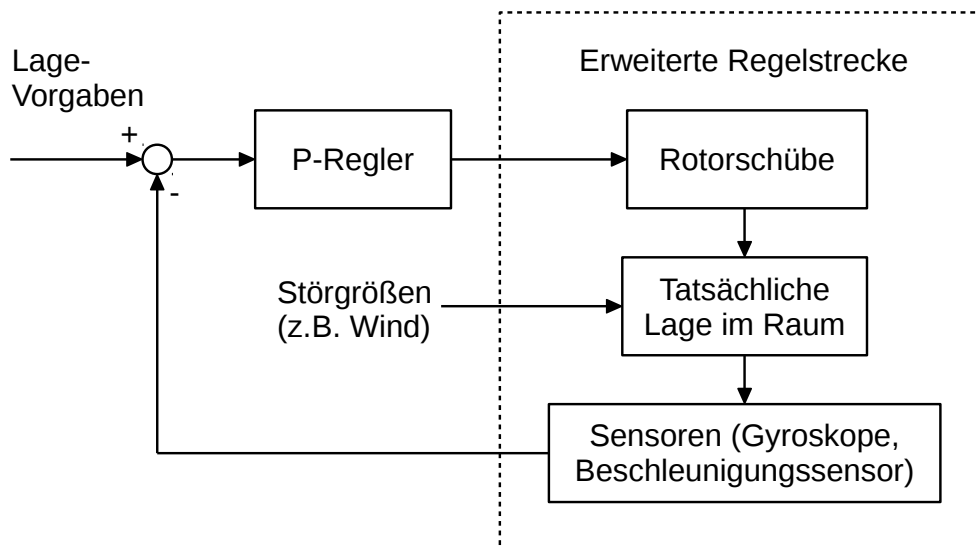 Lage-
Vorgaben
Erweiterte Regelstrecke
+
P-Regler
Rotorschübe
-
Störgrößen
(z.B. Wind)
Tatsächliche
Lage im Raum
Sensoren (Gyroskope,
Beschleunigungssensor)